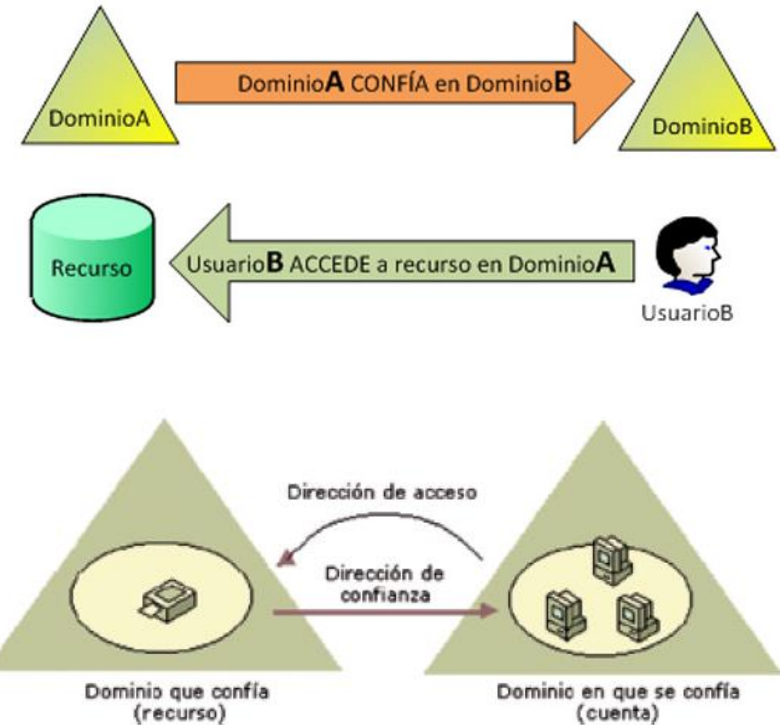 DominioA
DominioA CONFÍA en DominioB
DominioB
Recurso
UsuarioB ACCEDE a recurso en DominioA
UsuarioB
Dirección de acceso
Dirección de
confianza
Dominio que confía
(recurso)
Dominio en que se confía
(cuenta)